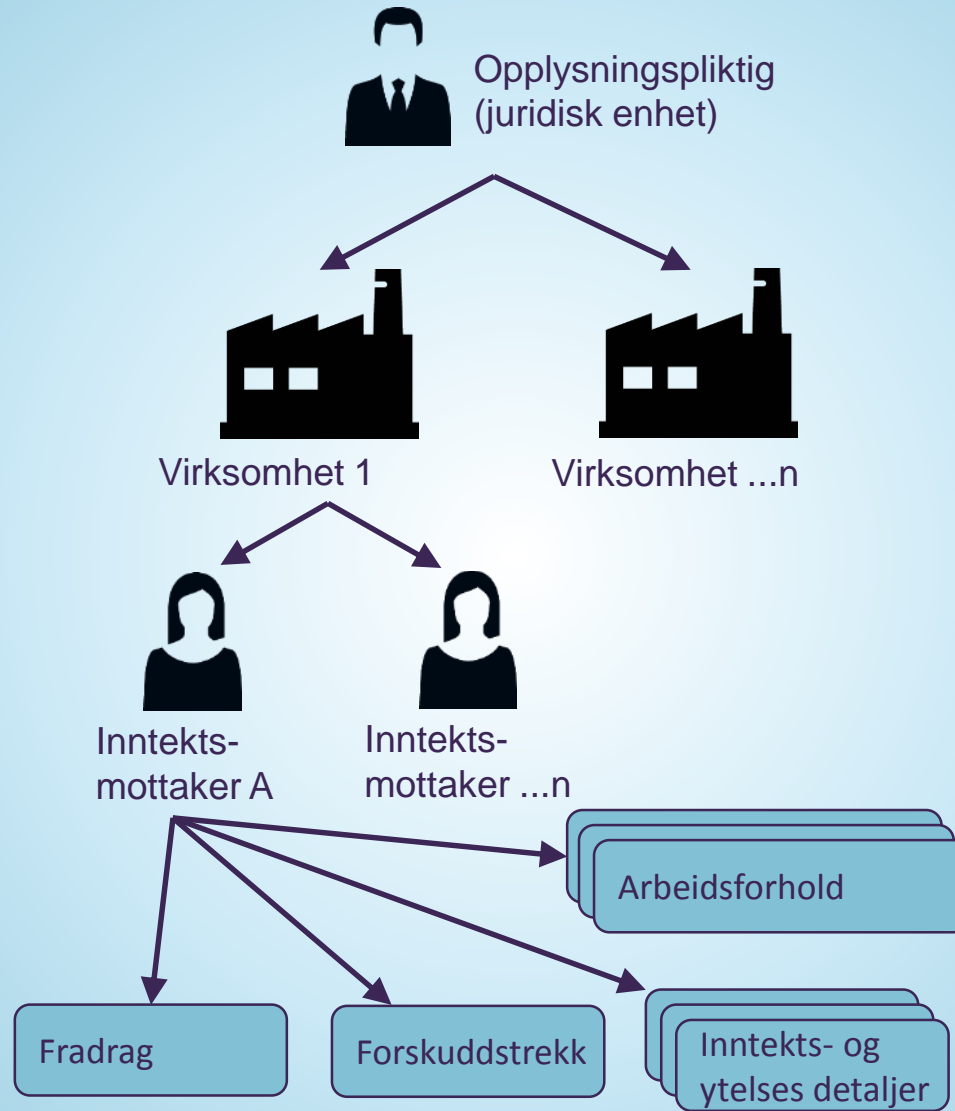 Opplysningspliktig
(juridisk enhet)
Virksomhet 1
Virksomhet ...n
Inntekts-
mottaker A
Inntekts-
mottaker ...n
Arbeidsforhold
Fradrag
Forskuddstrekk
Inntekts- og
ytelses detaljer